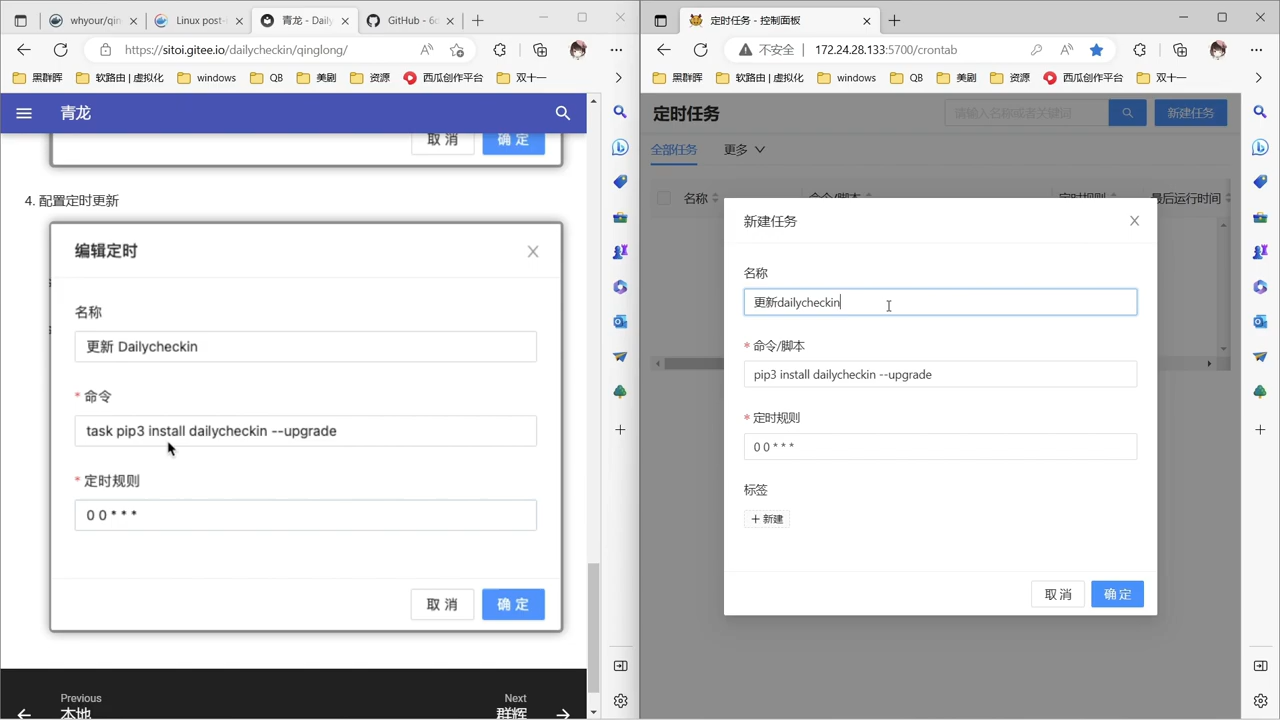 whyour/qin
Linux post-
青龙 - Daily
GitHub - 6d
https://sitoi.gitee.io/dailycheckin/qinglong/
黑群晖
软路由 | 虚拟化
windows
QB
美剧
资源
西瓜创作平台
双十一
青龙
取 消
确 定
4. 配置定时更新
编辑定时
名称
更新 Dailycheckin
* 命令
task pip3 install dailycheckin --upgrade
* 定时规则
0 0 * * *
取 消
确 定
Previous
本地
Next
群辉
定时任务 - 控制面板
不安全
172.24.28.133:5700/crontab
黑群晖
软路由 | 虚拟化
windows
QB
美剧
资源
西瓜创作平台
双十一
定时任务
请输入名称或者关键词
新建任务
全部任务
更多
名称
命令/脚本
定时规则
最后运行时间
新建任务
名称
更新dailycheckin
* 命令/脚本
pip3 install dailycheckin --upgrade
* 定时规则
0 0 * * *
标签
+ 新建
取 消
确 定